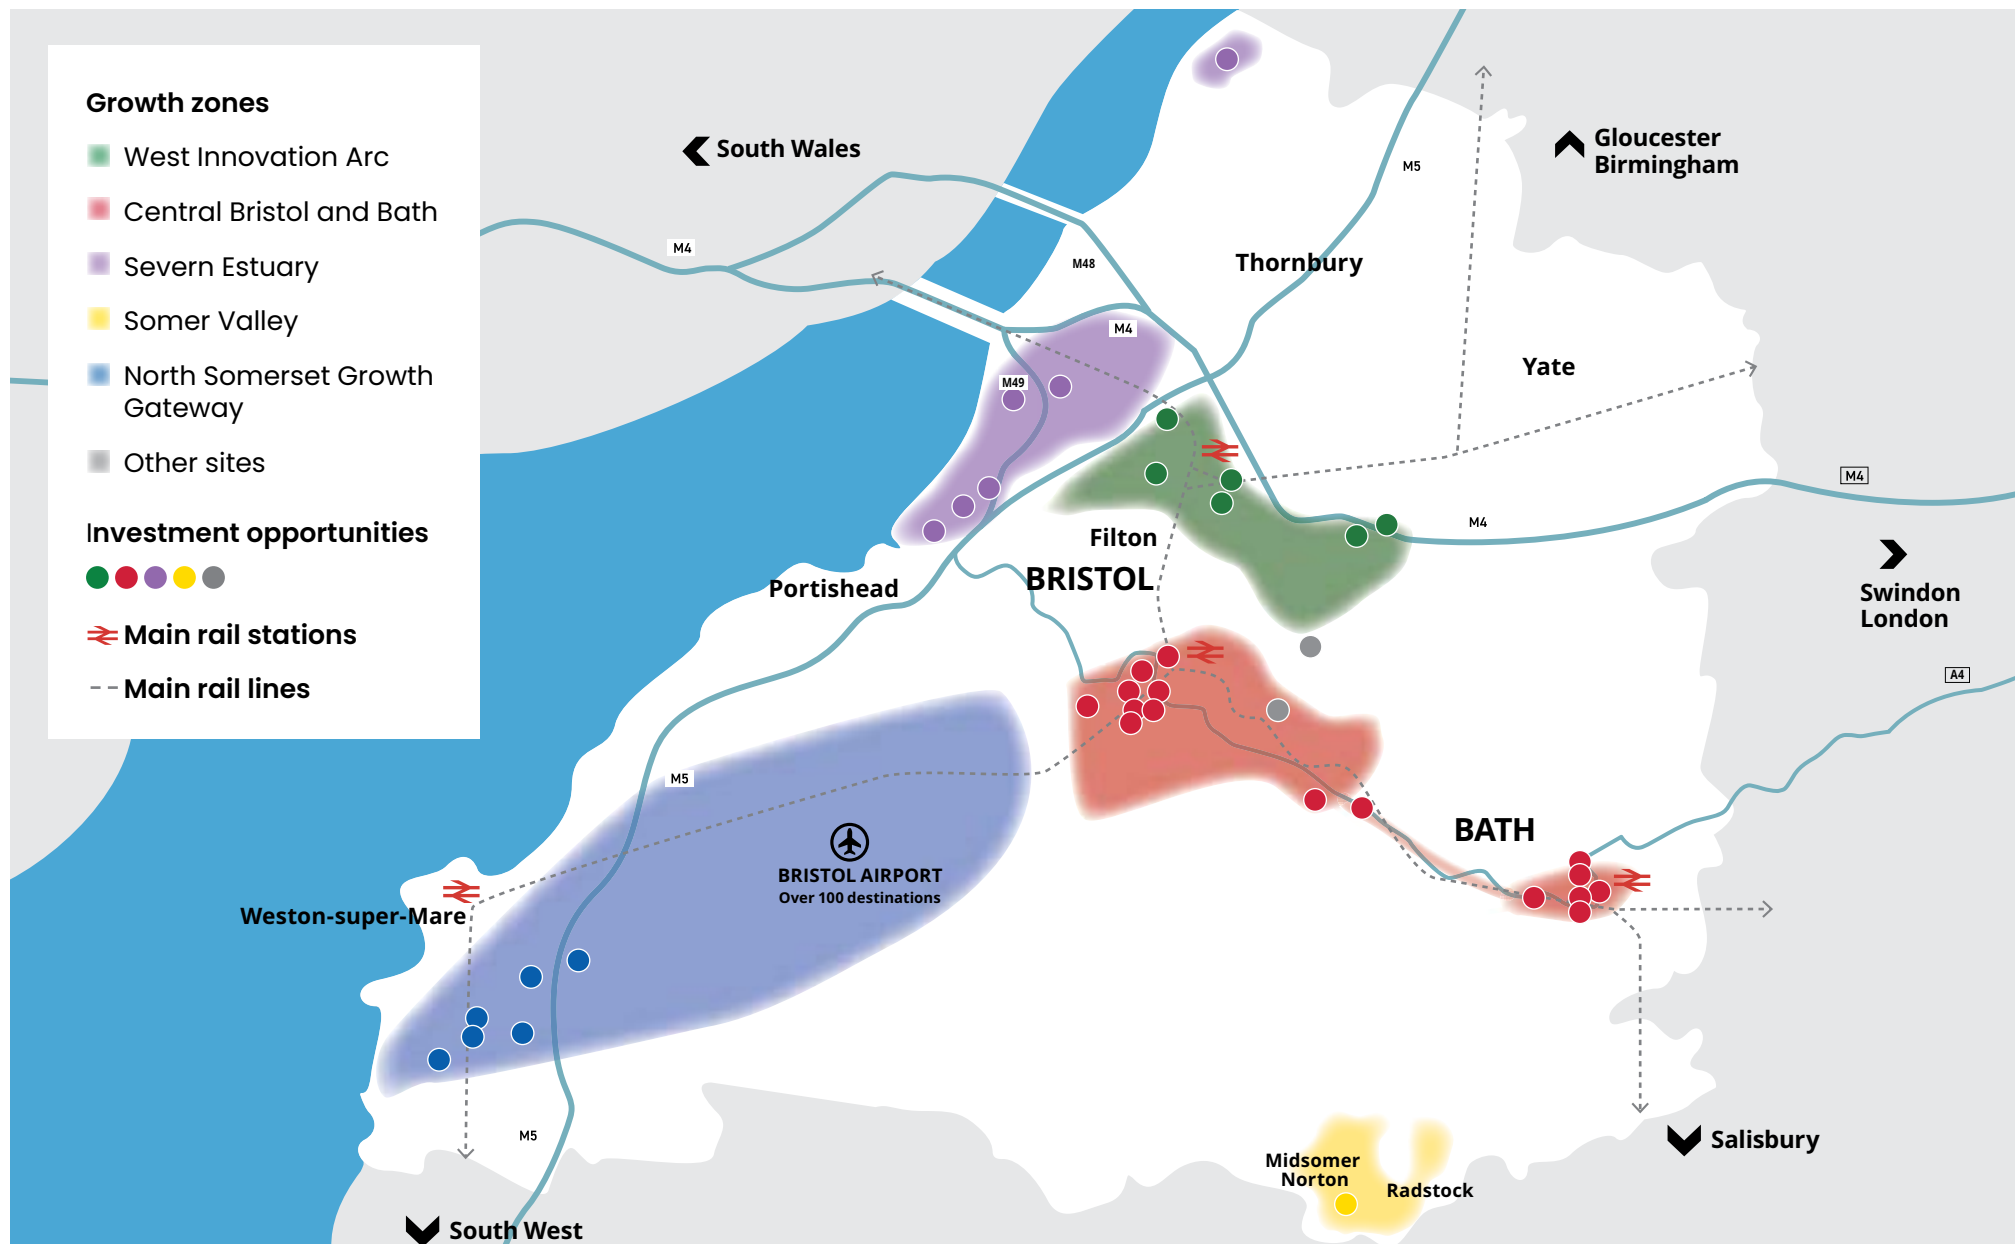 Growth zones
West Innovation Arc
Central Bristol and Bath
Severn Estuary
Somer Valley
North Somerset Growth
Gateway
Other sites
Investment opportunities
Main rail stations
Main rail lines
South Wales
Gloucester
Birmingham
M5
M4
M48
Thornbury
M4
Yate
M49
M4
M4
Filton
BRISTOL
Portishead
Swindon
London
A4
M5
BATH
BRISTOL AIRPORT
Over 100 destinations
Weston-super-Mare
M5
Salisbury
Midsomer
Norton
Radstock
South West